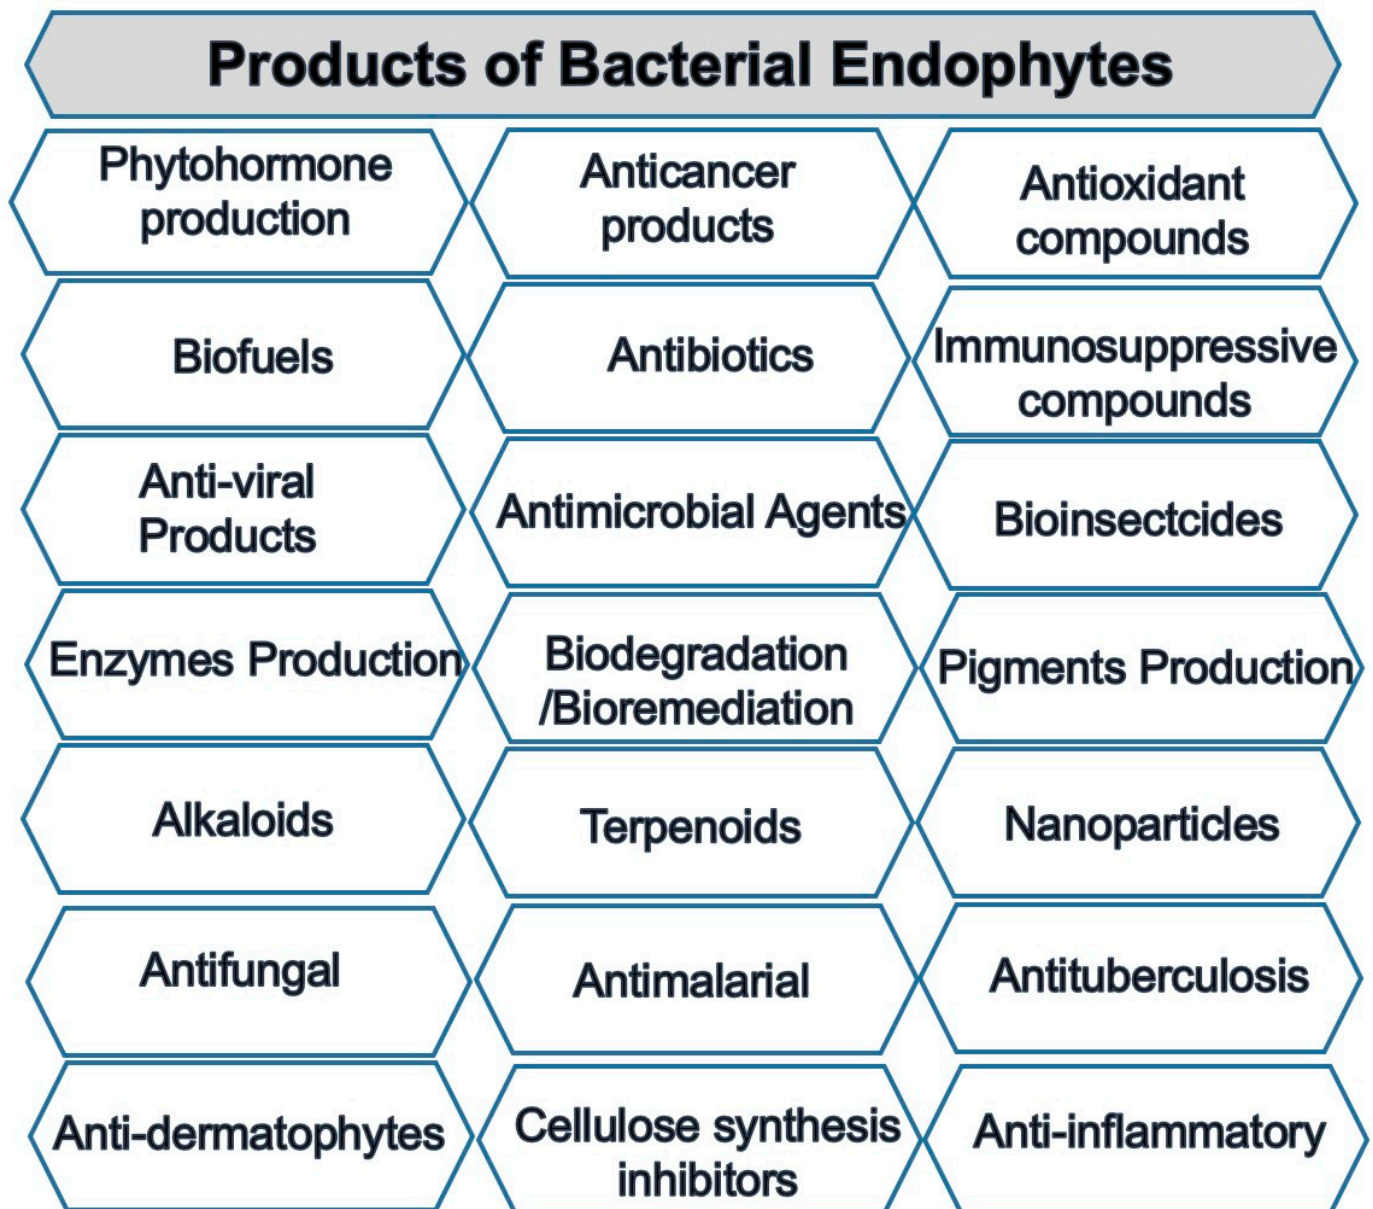 Products of Bacterial Endophytes
Phytohormone
production
Anticancer
products
Antioxidant
compounds
Biofuels
Antibiotics
Immunosuppressive
compounds
Anti-viral
Products
Antimicrobial Agents
Bioinsectcides
Enzymes Production
Biodegradation
/Bioremediation
Pigments Production
Alkaloids
Terpenoids
Nanoparticles
Antifungal
Antimalarial
Antituberculosis
Anti-dermatophytes
Cellulose synthesis
inhibitors
Anti-inflammatory